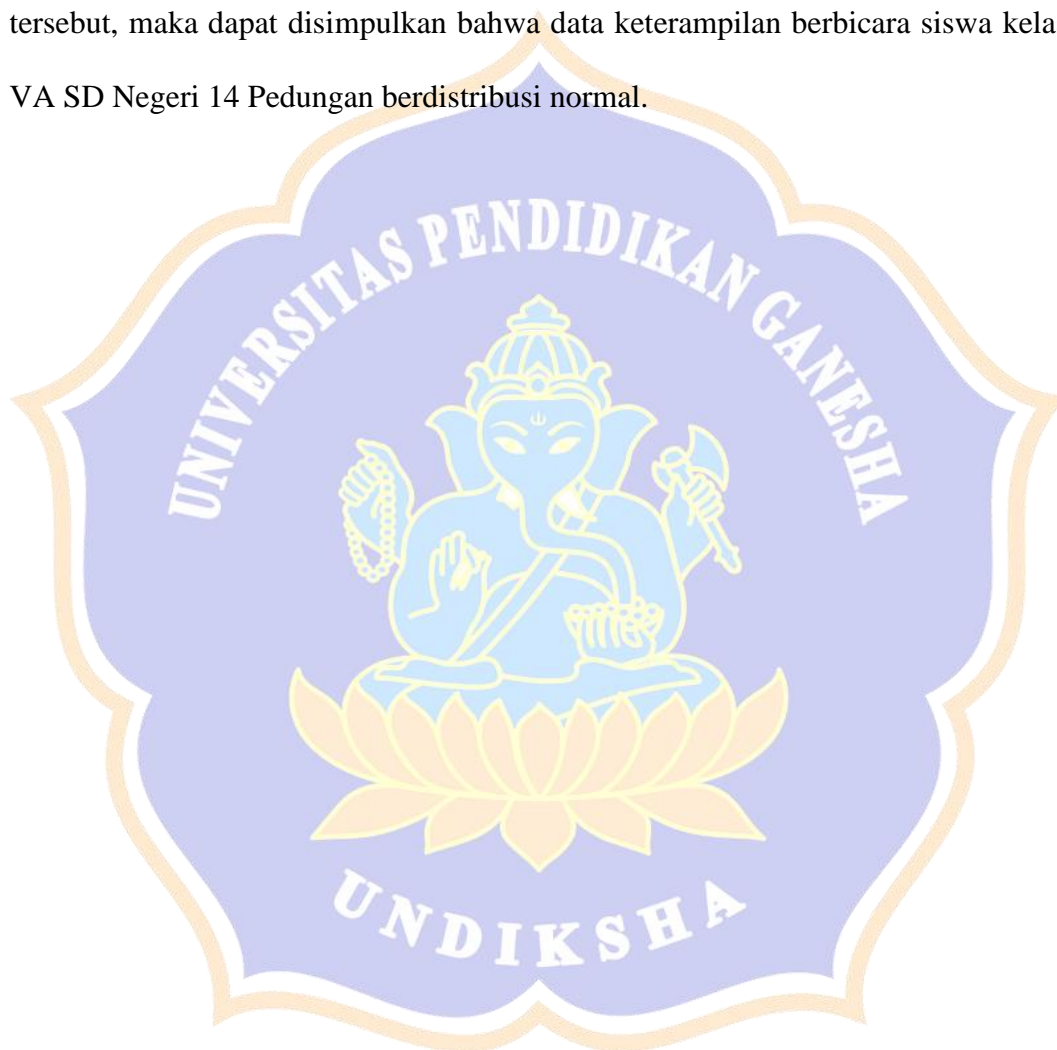 tersebut, maka dapat disimpulkan bahwa data keterampilan berbicara siswa kela
VA SD Negeri 14 Pedungan berdistribusi normal.
UNIVERSITAS PENDIDIKAN GANESHA
UNDIKSHA